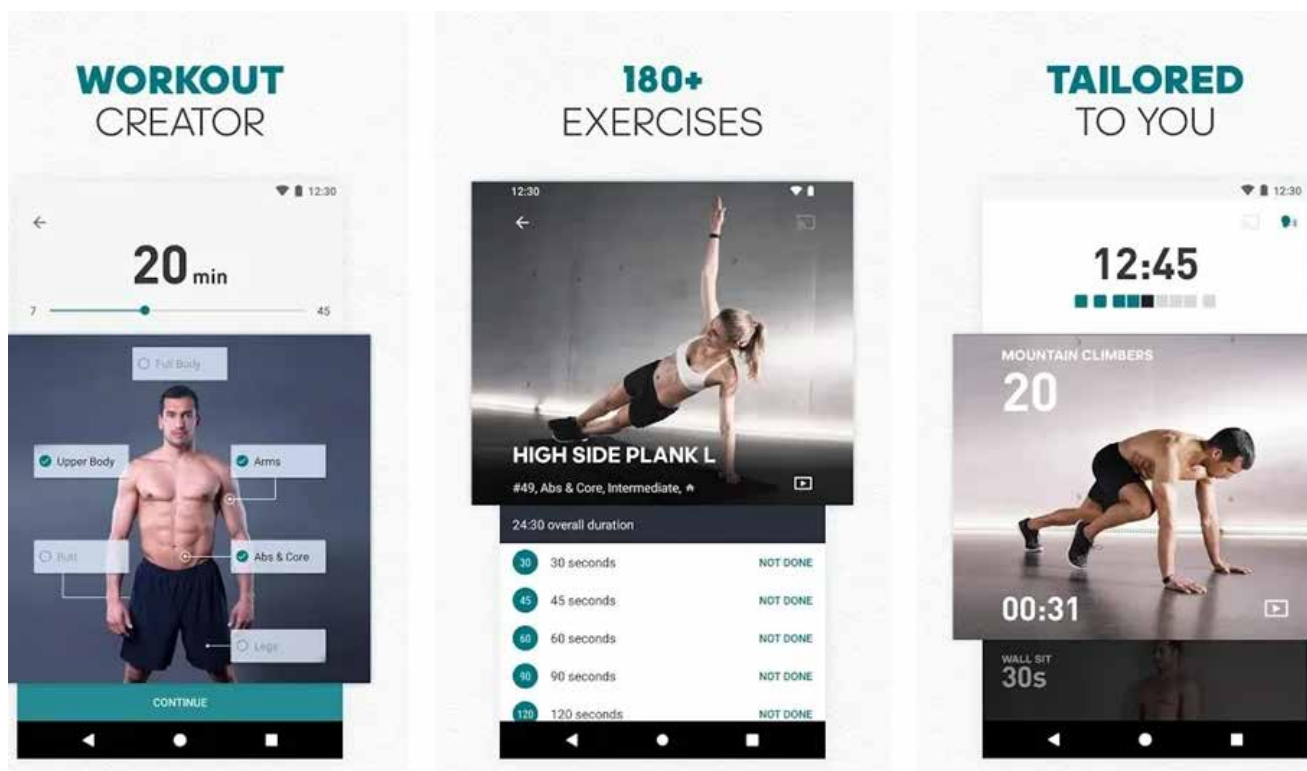 WORKOUT
CREATOR
12:30
20 min
7
45
Full Body
Upper Body
Arms
Butt
Abs & Core
Legs
CONTINUE
180+
EXERCISES
12:30
HIGH SIDE PLANK L
#49, Abs & Core, Intermediate,
24:30 overall duration
30 30 seconds NOT DONE
45 45 seconds NOT DONE
60 60 seconds NOT DONE
90 90 seconds NOT DONE
120 120 seconds NOT DONE
TAILORED
TO YOU
12:30
12:45
MOUNTAIN CLIMBERS
20
00:31
WALL SIT
30s